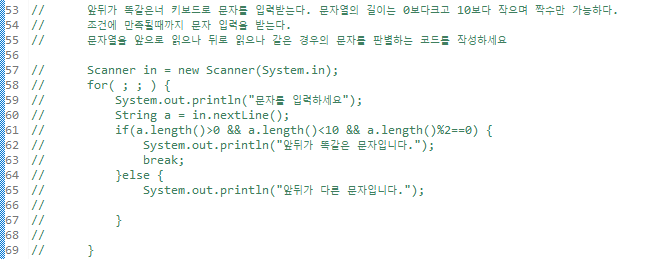 53 //      앞뒤가 똑같은너 키보드로 문자를 입력받는다. 문자열의 길이는 0보다크고 10보다 작으며 짝수만 가능하다.
54 //      조건에 만족될때까지 문자 입력을 받는다.
55 //      문자열을 앞으로 읽으나 뒤로 읽으나 같은 경우의 문자를 판별하는 코드를 작성하세요
56
57 //      Scanner in = new Scanner(System.in);
58 //      for( ; ; ) {
59 //          System.out.println("문자를 입력하세요");
60 //          String a = in.nextLine();
61 //          if(a.length()>0 && a.length()<10 && a.length()%2==0) {
62 //              System.out.println("앞뒤가 똑같은 문자입니다.");
63 //              break;
64 //          }else {
65 //              System.out.println("앞뒤가 다른 문자입니다.");
66 //
67 //          }
68 //
69 //      }